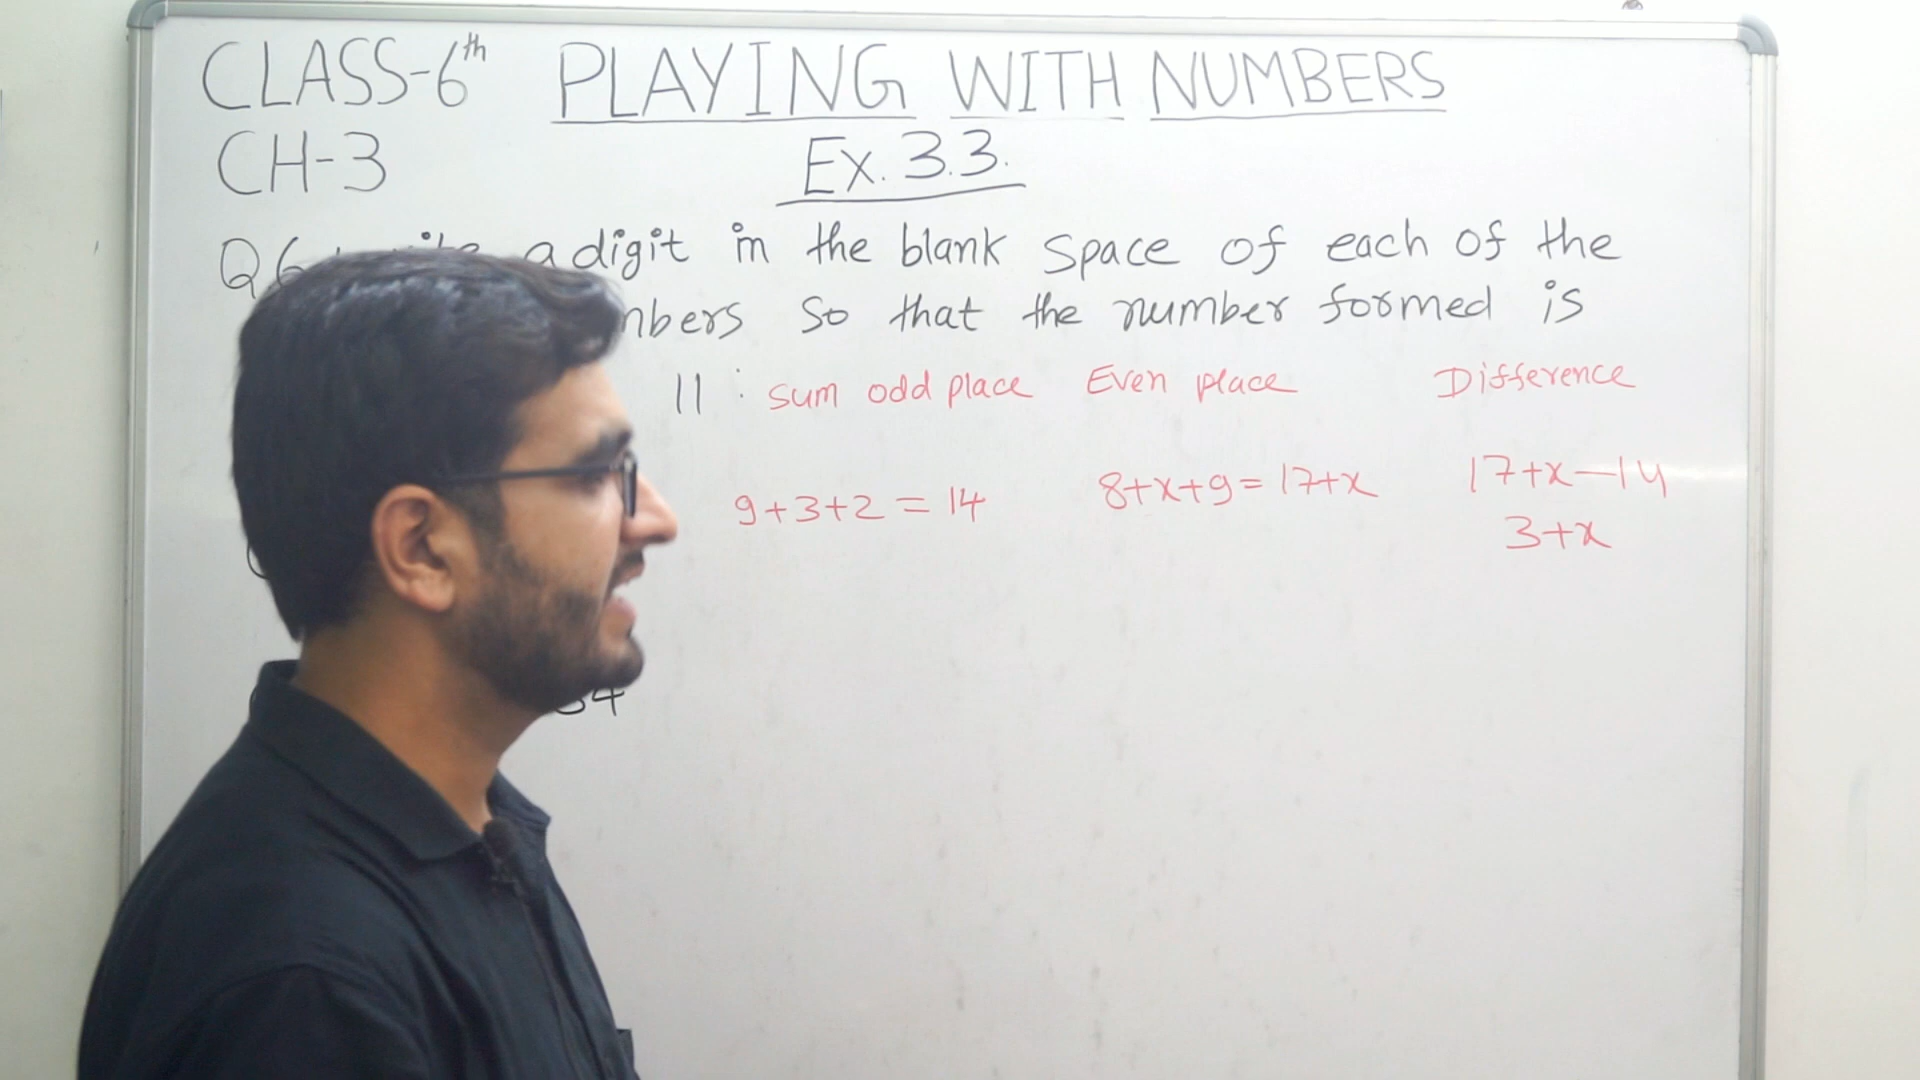 CLASS-6th PLAYING WITH NUMBERS
CH-3 Ex. 3.3.
Q6 a digit in the blank space of each of the
so that the number formed is
11 : sum odd place Even place Difference
9+3+2 = 14 8+x+9 = 17+x 17+x-14
3+x